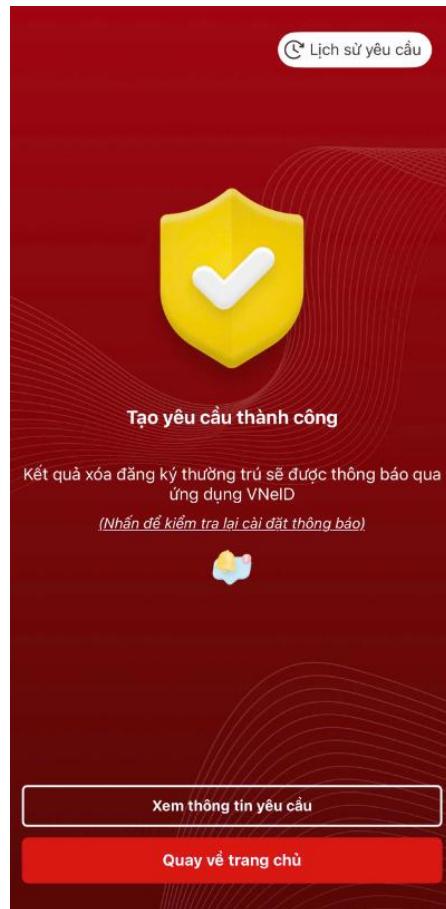 Lịch sử yêu cầu
Tạo yêu cầu thành công
Kết quả xóa đăng ký thường trú sẽ được thông báo qua
ứng dụng VNeID
(Nhấn để kiểm tra lại cài đặt thông báo)
Xem thông tin yêu cầu
Quay về trang chủ